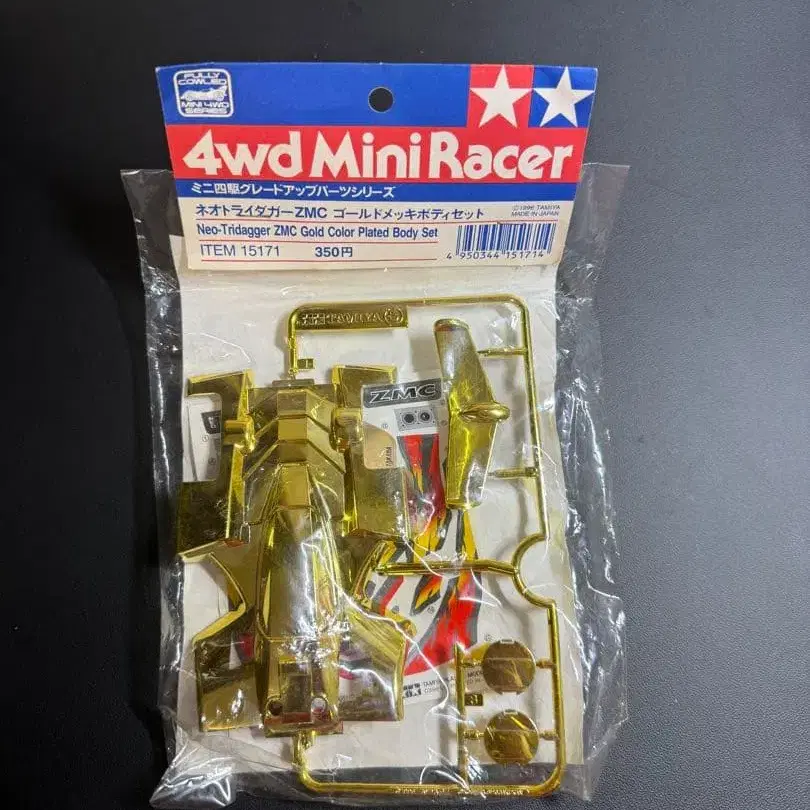 FULLY
COWLED
MINI 4WD
SERIES
4wd Mini Racer
ミニ四駆グレードアップパーツシリーズ
ネオトライダガーZMC ゴールドメッキボディセット
©1996 TAMIYA
MADE IN JAPAN
Neo-Tridagger ZMC Gold Color Plated Body Set
ITEM 15171 350円
4 950344 151714
TAMIYA
ZMC